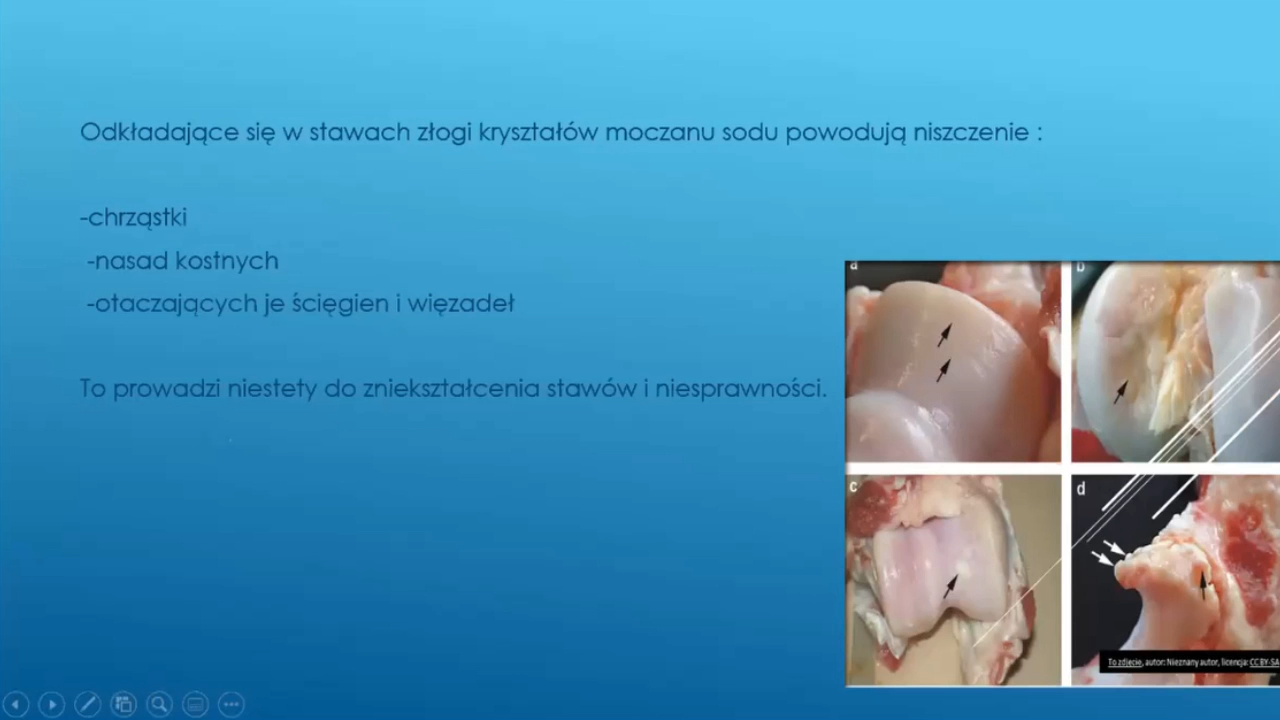 Odkładające się w stawach złogi kryształów moczanu sodu powodują niszczenie :
-chrząstki
-nasad kostnych
-otaczających je ścięgien i więzadeł
To prowadzi niestety do zniekształcenia stawów i niesprawności.
a
b
c
d
To zdjęcie, autor: Nieznany autor, licencja: CC BY-SA